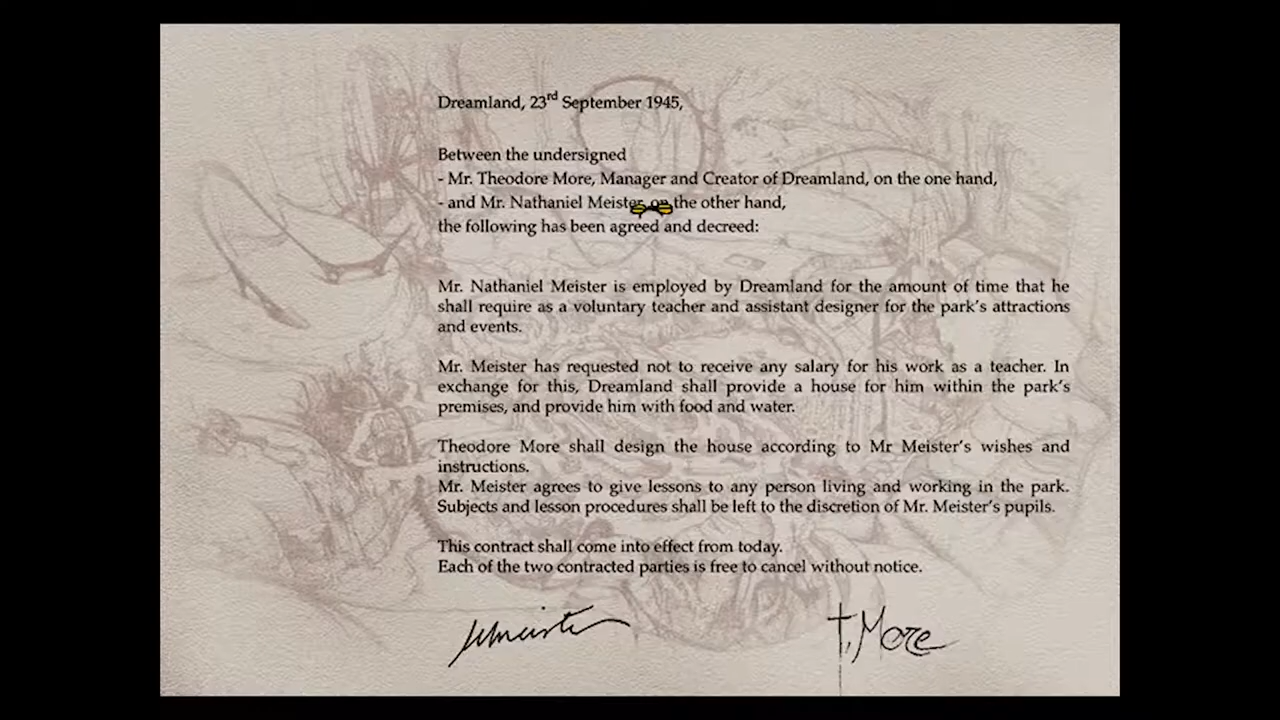 Dreamland, 23rd September 1945,
Between the undersigned
- Mr. Theodore More, Manager and Creator of Dreamland, on the one hand,
- and Mr. Nathaniel Meister, on the other hand,
the following has been agreed and decreed:
Mr. Nathaniel Meister is employed by Dreamland for the amount of time that he
shall require as a voluntary teacher and assistant designer for the park's attractions
and events.
Mr. Meister has requested not to receive any salary for his work as a teacher. In
exchange for this, Dreamland shall provide a house for him within the park's
premises, and provide him with food and water.
Theodore More shall design the house according to Mr Meister's wishes and
instructions.
Mr. Meister agrees to give lessons to any person living and working in the park.
Subjects and lesson procedures shall be left to the discretion of Mr. Meister's pupils.
This contract shall come into effect from today.
Each of the two contracted parties is free to cancel without notice.
Meister T. More